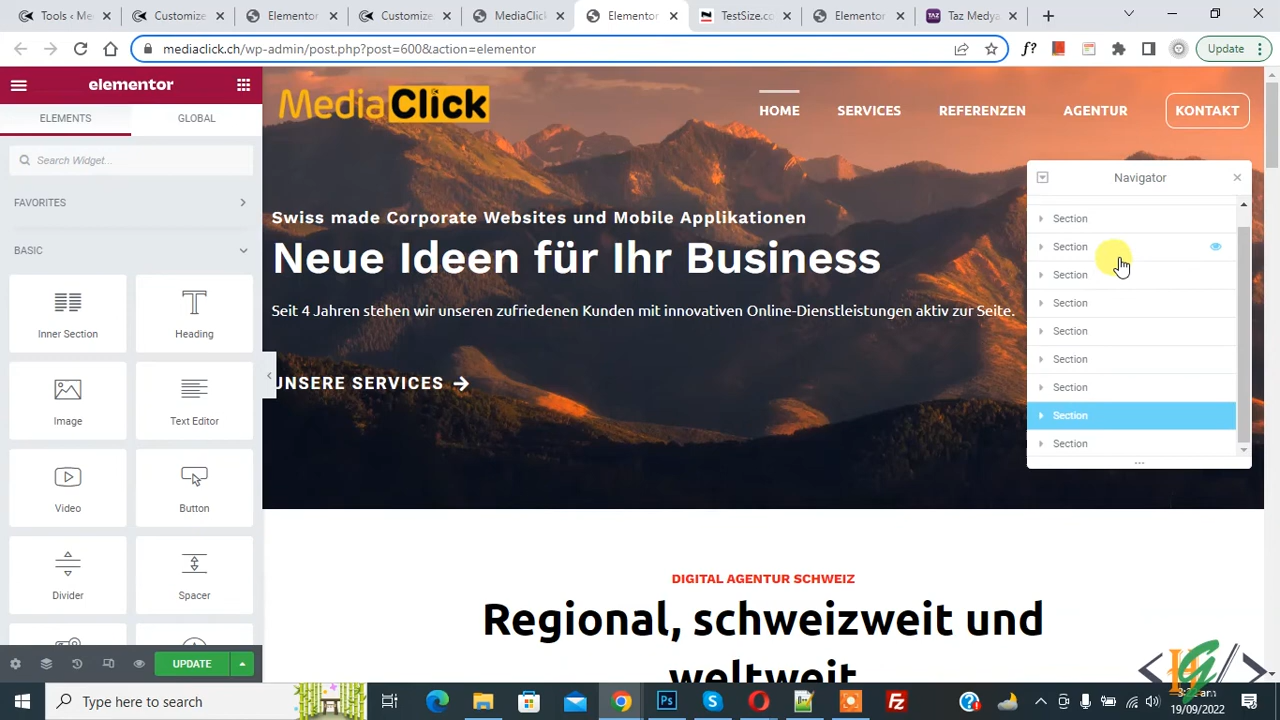 Tools ‹ Me
Customize
Elementor
Customize
MediaClick
Elementor
TestSize.co
Elementor
Taz Medya,
mediaclick.ch/wp-admin/post.php?post=600&action=elementor
f?
Update
elementor
ELEMENTS
GLOBAL
Search Widget...
FAVORITES
BASIC
Inner Section
Heading
Image
Text Editor
Video
Button
Divider
Spacer
UPDATE
MediaClick
HOME
SERVICES
REFERENZEN
AGENTUR
KONTAKT
Swiss made Corporate Websites und Mobile Applikationen
Neue Ideen für Ihr Business
Seit 4 Jahren stehen wir unseren zufriedenen Kunden mit innovativen Online-Dienstleistungen aktiv zur Seite.
UNSERE SERVICES
Navigator
Section
Section
Section
Section
Section
Section
Section
Section
Section
DIGITAL AGENTUR SCHWEIZ
Regional, schweizweit und
weltweit
Type here to search
19/09/2022